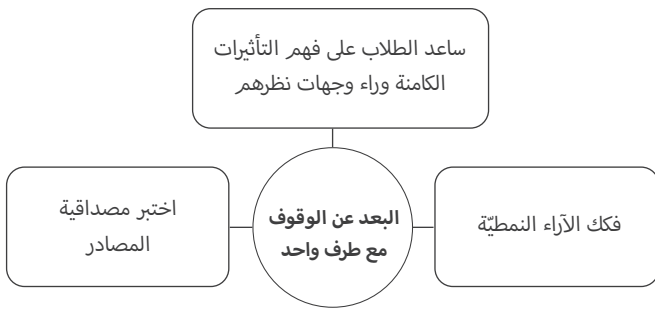 ساعد الطلاب على فهم التأثيرات
الكامنة وراء وجهات نظرهم
فكك الآراء النمطيّة
البعد عن الوقوف
مع طرف واحد
اختبر مصداقية
المصادر